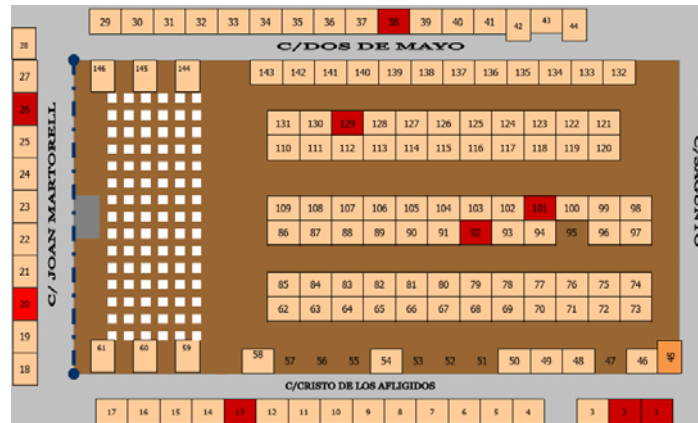 29 30 31 32 33 34 35 36 37 38 39 40 41 42 43 44
28
C/DOS DE MAYO
27
26
25
24
23
22
21
20
19
18
C/ JOAN MARTORELL
146 145 144 143 142 141 140 139 138 137 136 135 134 133 132
131 130 129 128 127 126 125 124 123 122 121
110 111 112 113 114 115 116 117 118 119 120
109 108 107 106 105 104 103 102 101 100 99 98
86 87 88 89 90 91 92 93 94 95 96 97
85 84 83 82 81 80 79 78 77 76 75 74
62 63 64 65 66 67 68 69 70 71 72 73
61 60 59 58 57 56 55 54 53 52 51 50 49 48 47 46 45
C/CRISTO DE LOS AFLIGIDOS
17 16 15 14 13 12 11 10 9 8 7 6 5 4 3 2 1